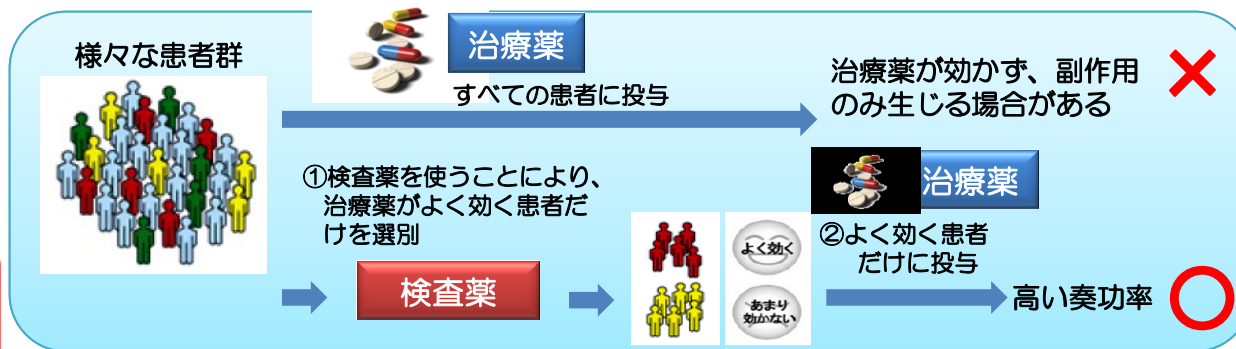 様々な患者群
治療薬
すべての患者に投与
治療薬が効かず、副作用
のみ生じる場合がある
①検査薬を使うことにより、
治療薬がよく効く患者だ
けを選別
検査薬
よく効く
あまり
効かない
治療薬
②よく効く患者
だけに投与
高い奏功率